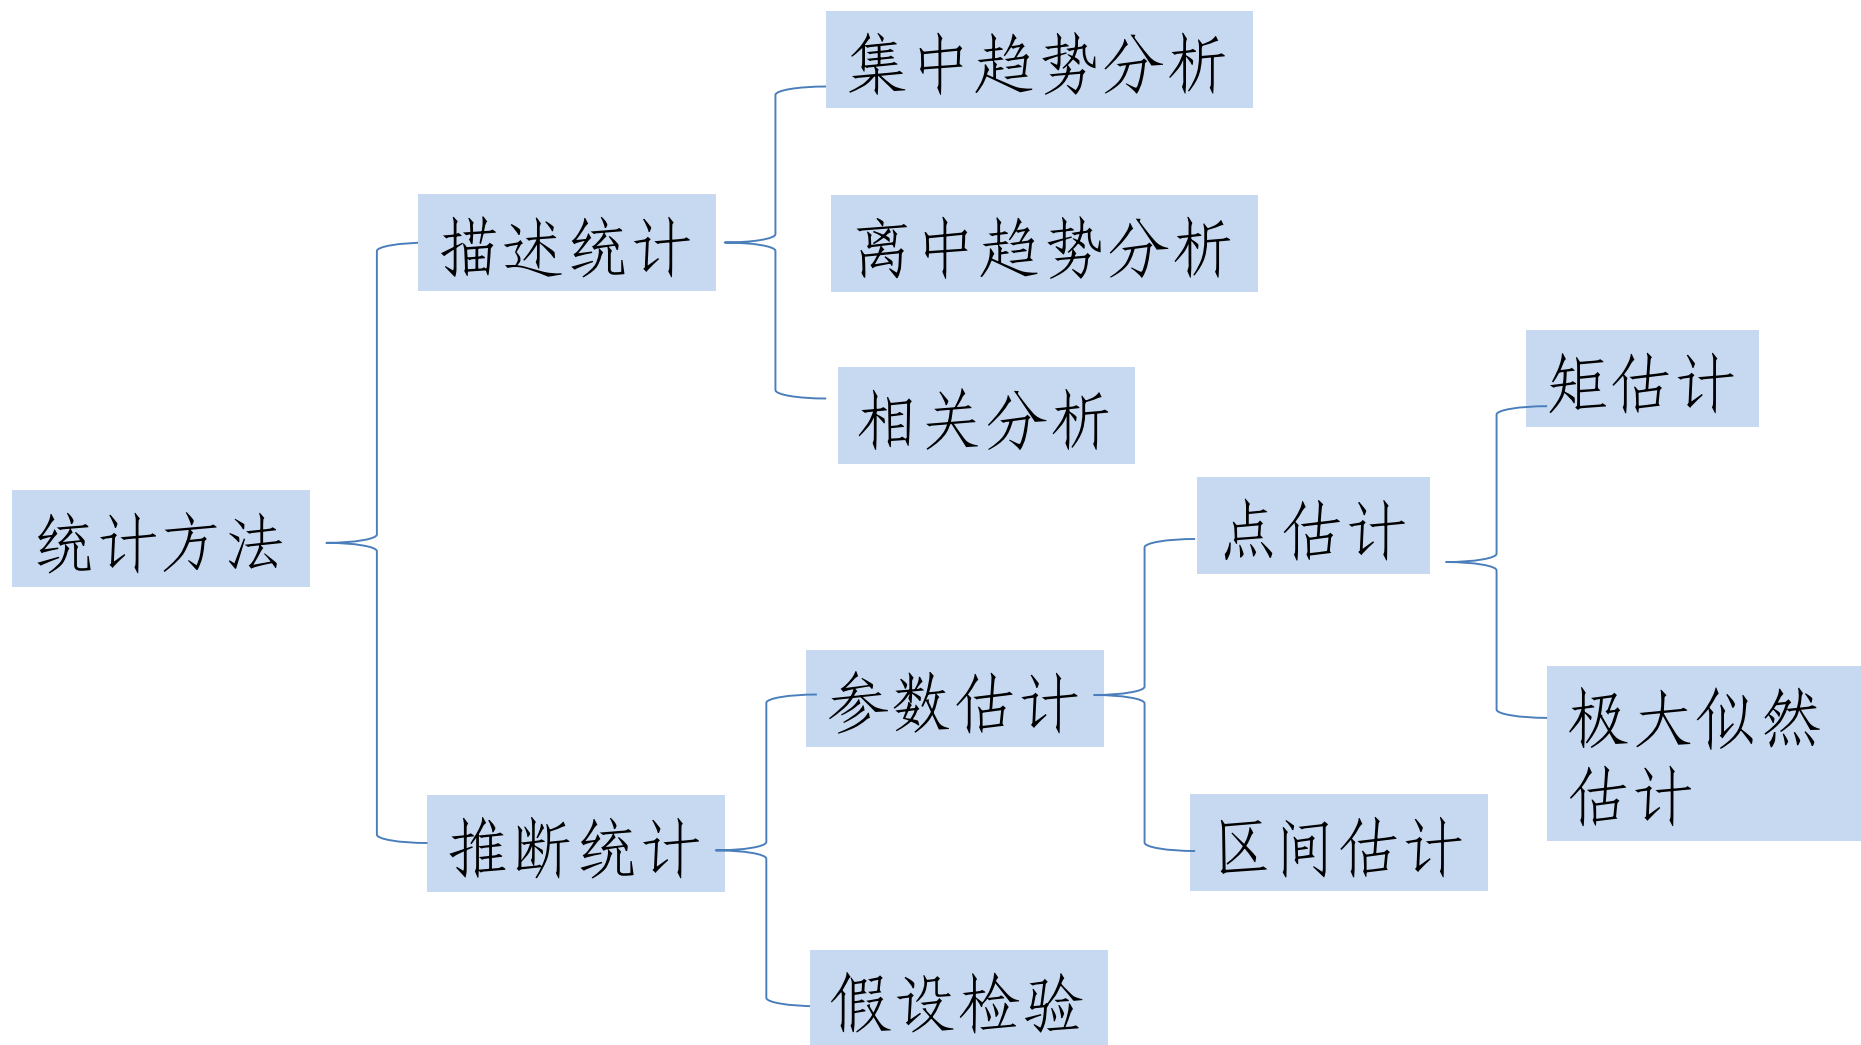 集中趋势分析
描述统计
离中趋势分析
矩估计
相关分析
点估计
统计方法
参数估计
极大似然
估计
推断统计
区间估计
假设检验